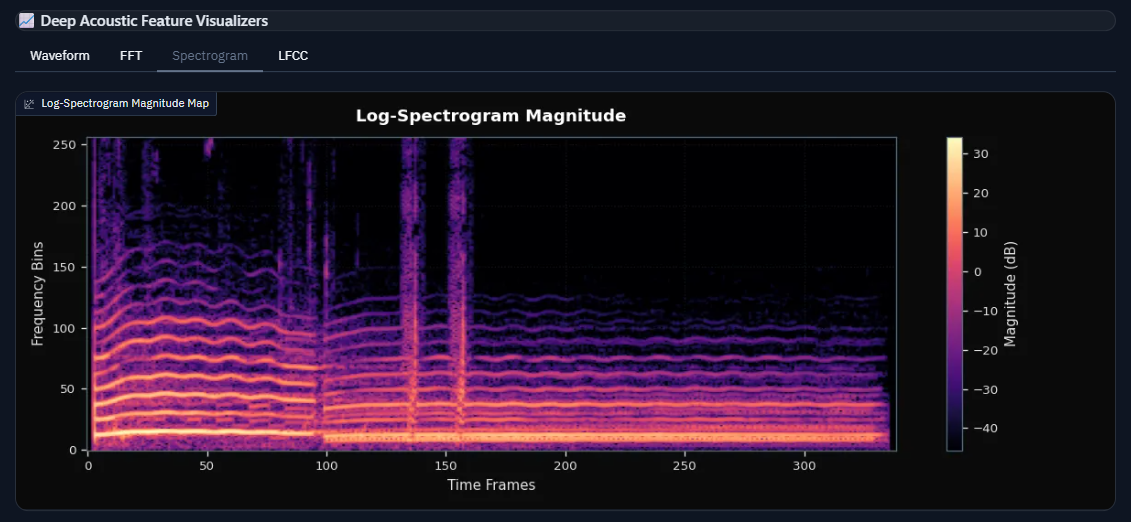 Deep Acoustic Feature Visualizers
Waveform FFT Spectrogram LFCC
Log-Spectrogram Magnitude Map
Log-Spectrogram Magnitude
250
200
150
100
50
0
Frequency Bins
0 50 100 150 200 250 300
Time Frames
30
20
10
0
−10
−20
−30
−40
Magnitude (dB)